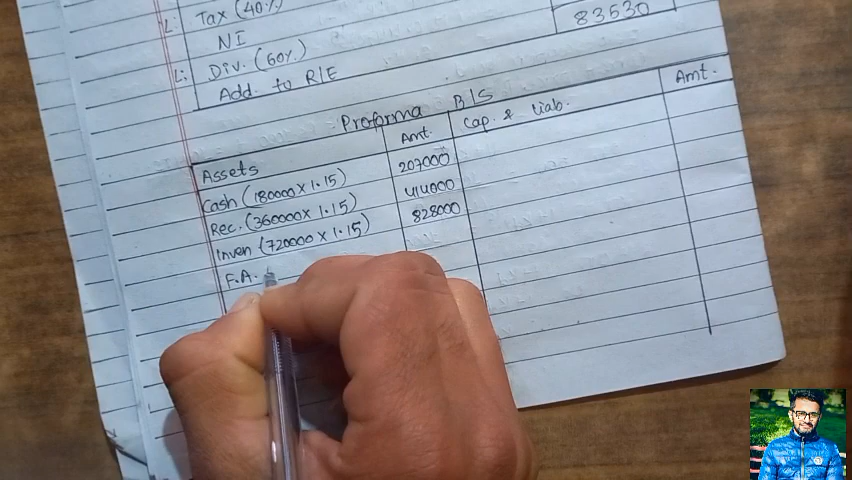 L: Tax (40%)
NI
L: Div. (60%)
Add. to R/E 83530
Proforma B/S
Assets Amt. Cap. & Liab. Amt.
Cash (180000 x 1.15) 207000
Rec. (360000 x 1.15) 414000
Inven (720000 x 1.15) 828000
F.A.